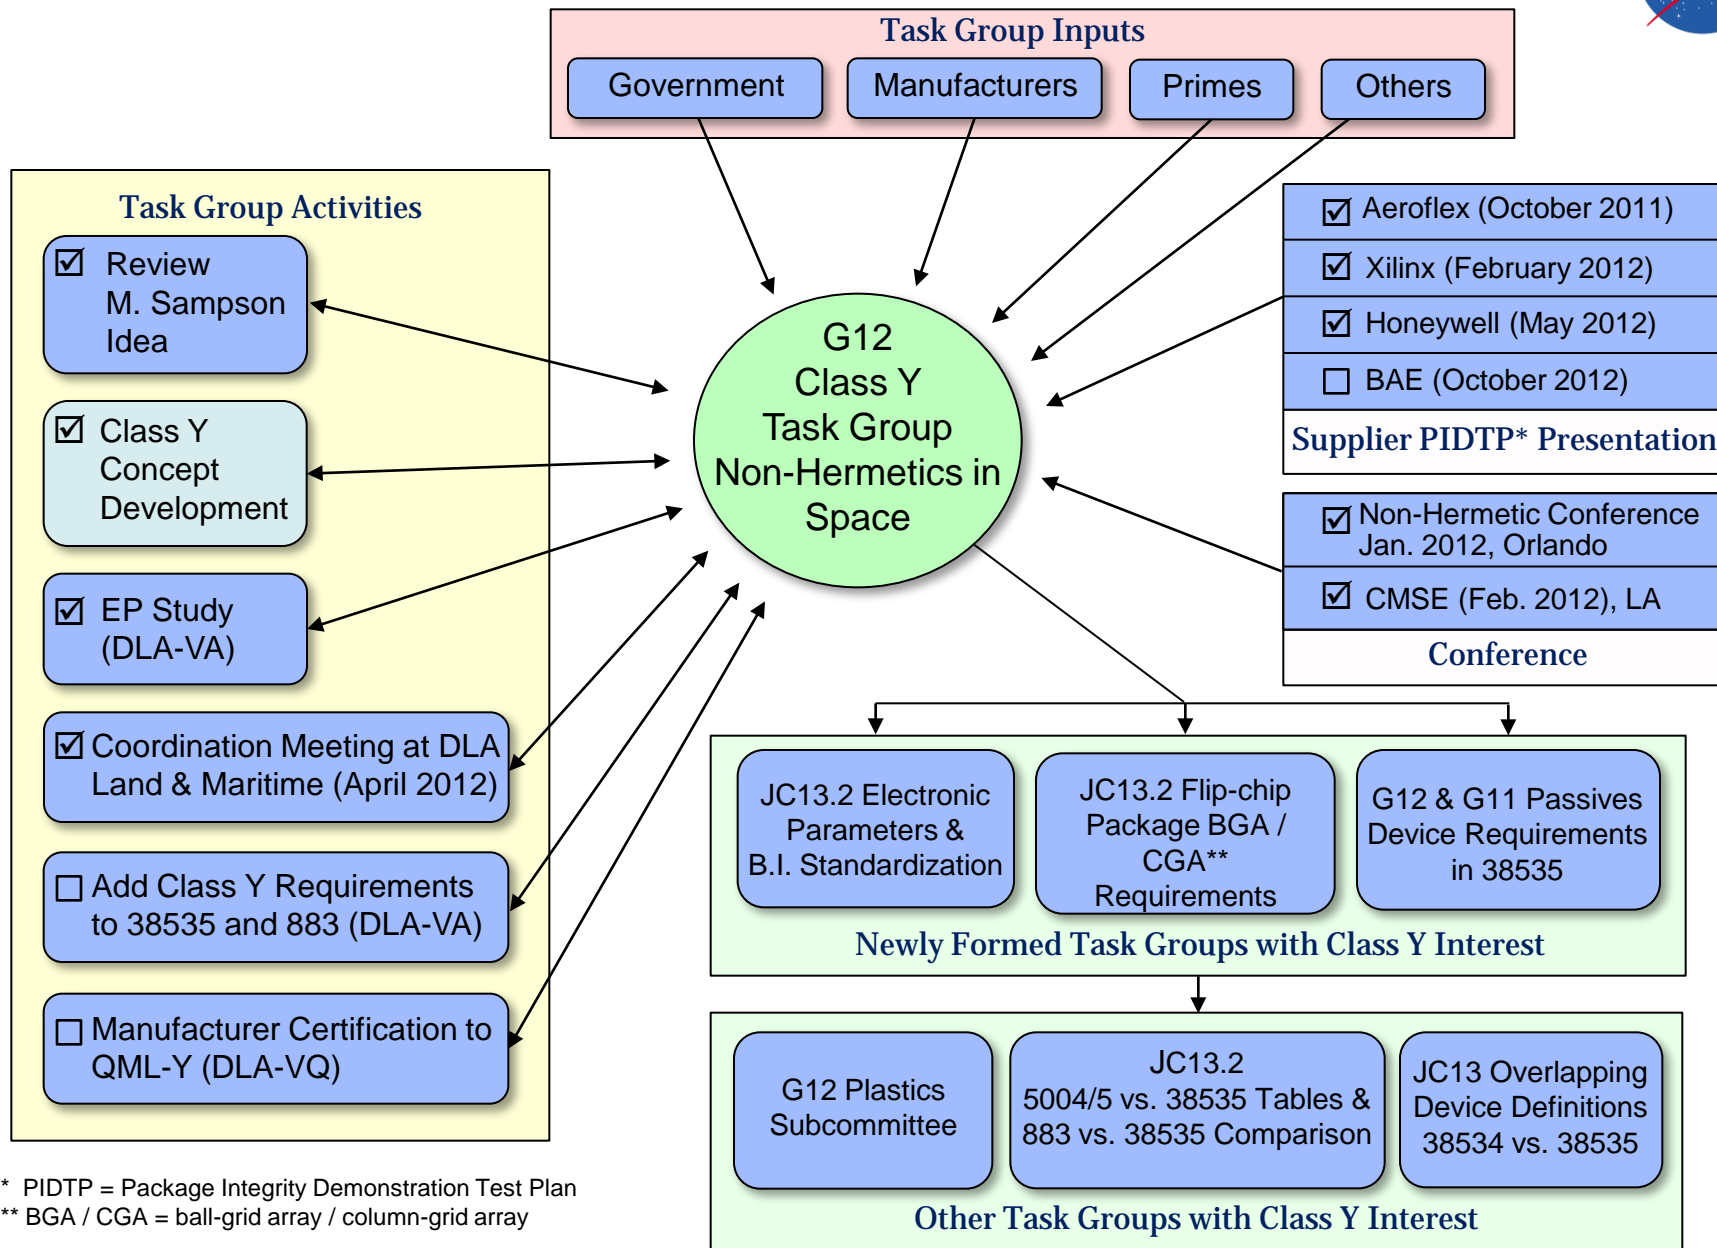 Task Group Inputs
Government
Manufacturers
Primes
Others
Task Group Activities
☑ Review
M. Sampson
Idea
☑ Class Y
Concept
Development
☑ EP Study
(DLA-VA)
☑ Coordination Meeting at DLA
Land & Maritime (April 2012)
☐ Add Class Y Requirements
to 38535 and 883 (DLA-VA)
☐ Manufacturer Certification to
QML-Y (DLA-VQ)
G12
Class Y
Task Group
Non-Hermetics in
Space
☑ Aeroflex (October 2011)
☑ Xilinx (February 2012)
☑ Honeywell (May 2012)
☐ BAE (October 2012)
Supplier PIDTP* Presentation
☑ Non-Hermetic Conference
Jan. 2012, Orlando
☑ CMSE (Feb. 2012), LA
Conference
JC13.2 Electronic
Parameters &
B.I. Standardization
JC13.2 Flip-chip
Package BGA /
CGA**
Requirements
G12 & G11 Passives
Device Requirements
in 38535
Newly Formed Task Groups with Class Y Interest
G12 Plastics
Subcommittee
JC13.2
5004/5 vs. 38535 Tables &
883 vs. 38535 Comparison
JC13 Overlapping
Device Definitions
38534 vs. 38535
Other Task Groups with Class Y Interest
* PIDTP = Package Integrity Demonstration Test Plan
** BGA / CGA = ball-grid array / column-grid array